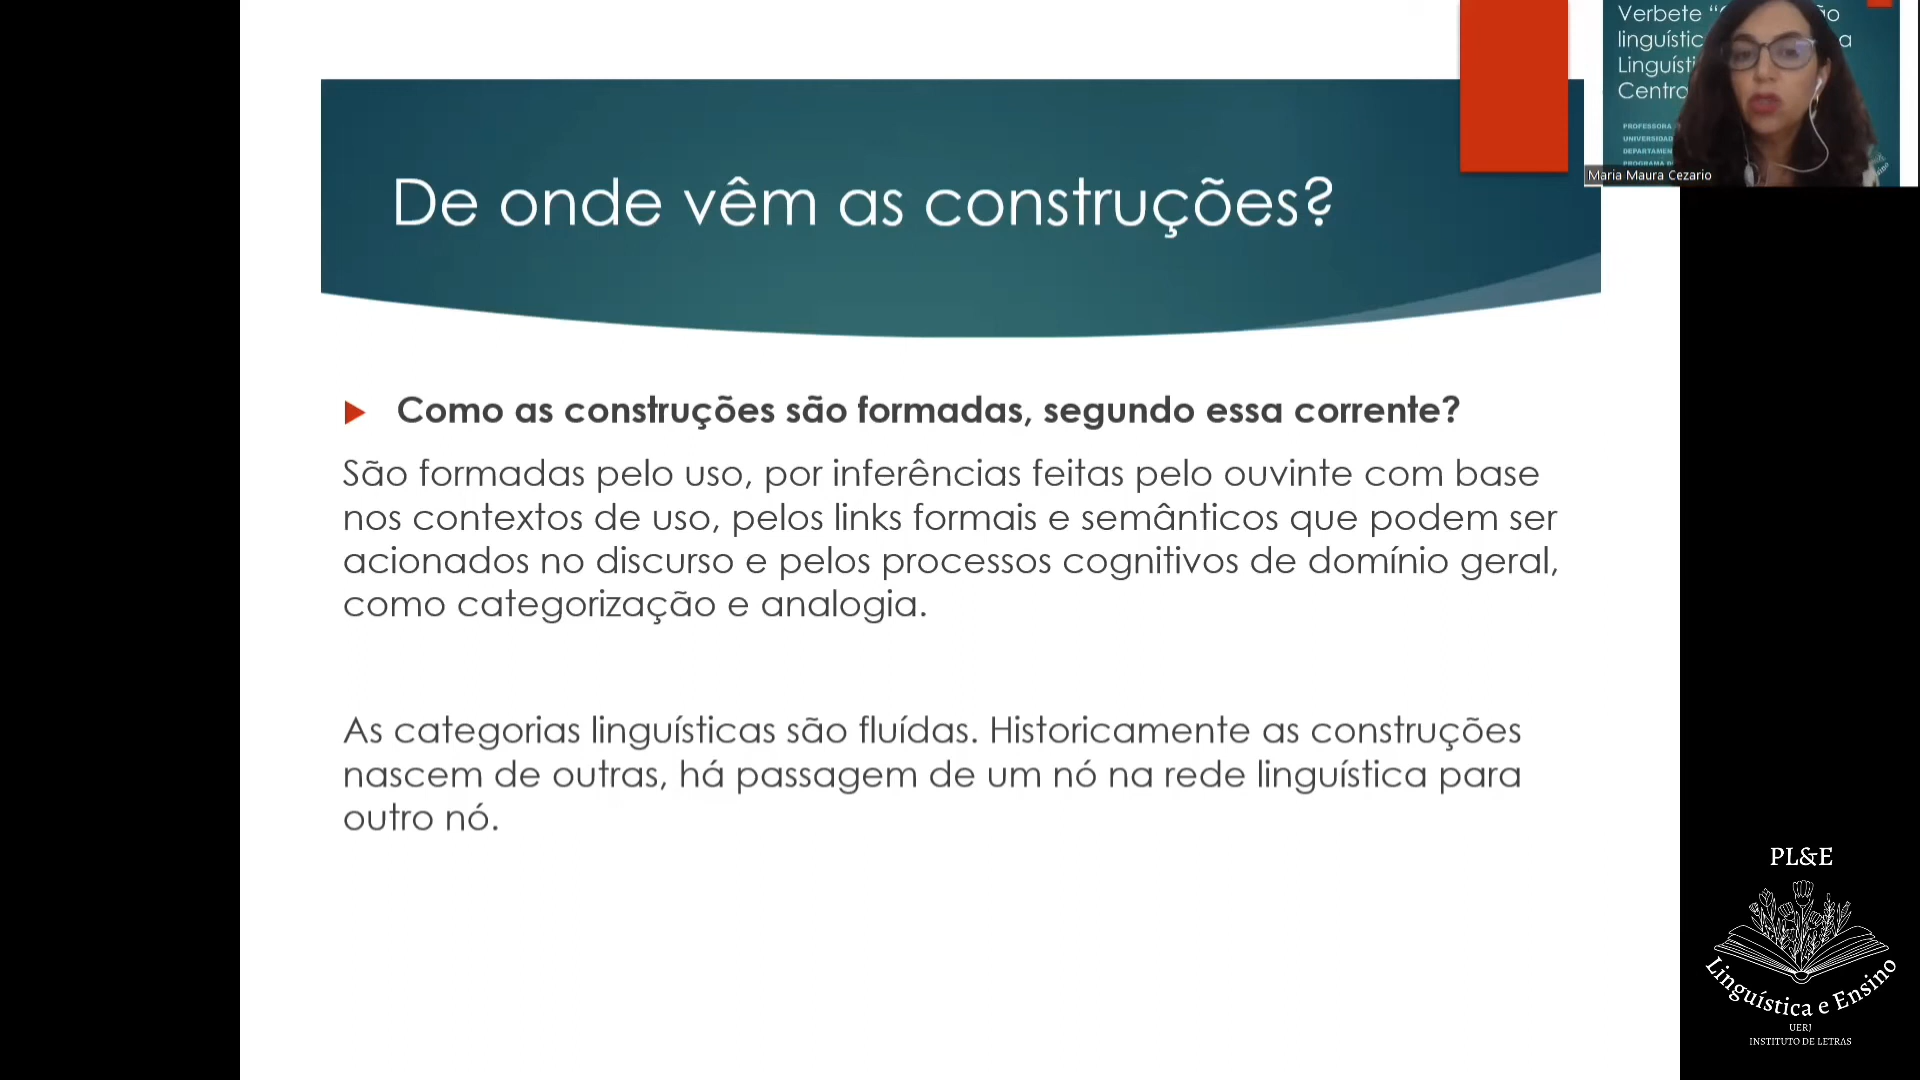 De onde vêm as construções?
Como as construções são formadas, segundo essa corrente?
São formadas pelo uso, por inferências feitas pelo ouvinte com base
nos contextos de uso, pelos links formais e semânticos que podem ser
acionados no discurso e pelos processos cognitivos de domínio geral,
como categorização e analogia.
As categorias linguísticas são fluídas. Historicamente as construções
nascem de outras, há passagem de um nó na rede linguística para
outro nó.
Verbete
PROFESSORA
Maria Maura Cezario
PL&E
Linguística e Ensino
UERJ
INSTITUTO DE LETRAS